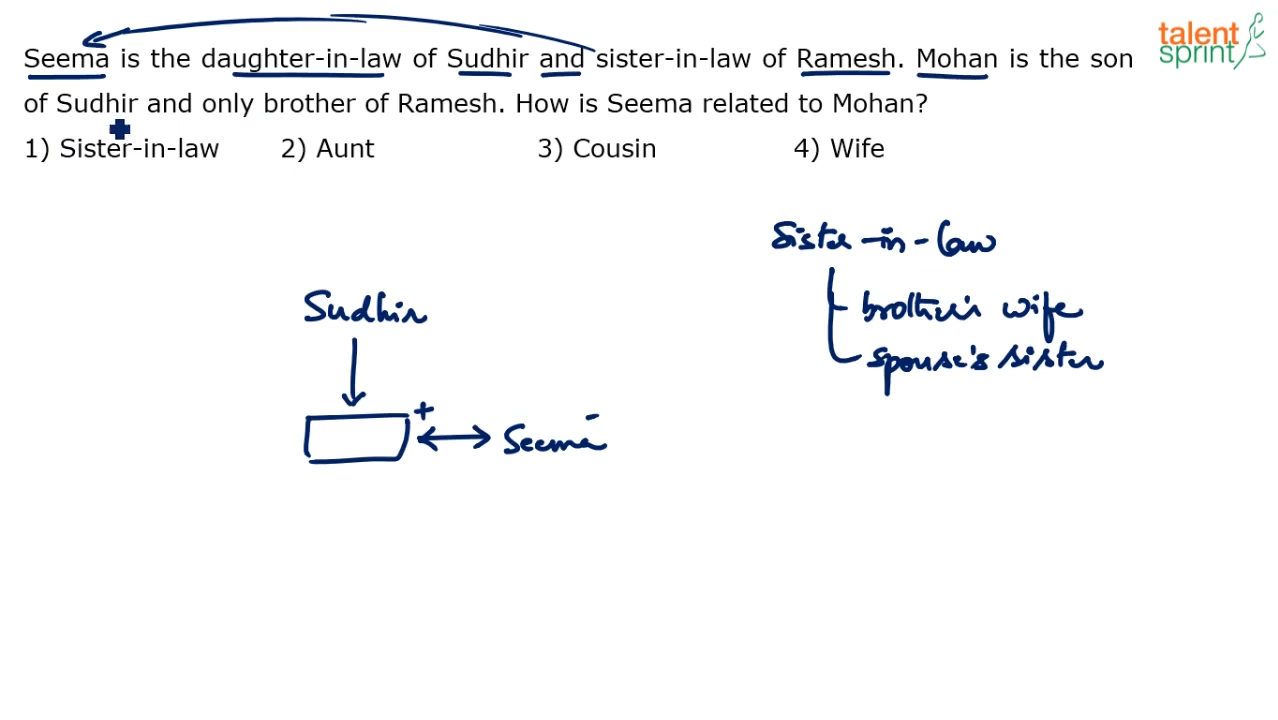 talent
sprint
Seema is the daughter-in-law of Sudhir and sister-in-law of Ramesh. Mohan is the son
of Sudhir and only brother of Ramesh. How is Seema related to Mohan?
1) Sister-in-law 2) Aunt 3) Cousin 4) Wife
Sister-in-law
brother's wife
spouse's sister
Sudhir
+
Seema -